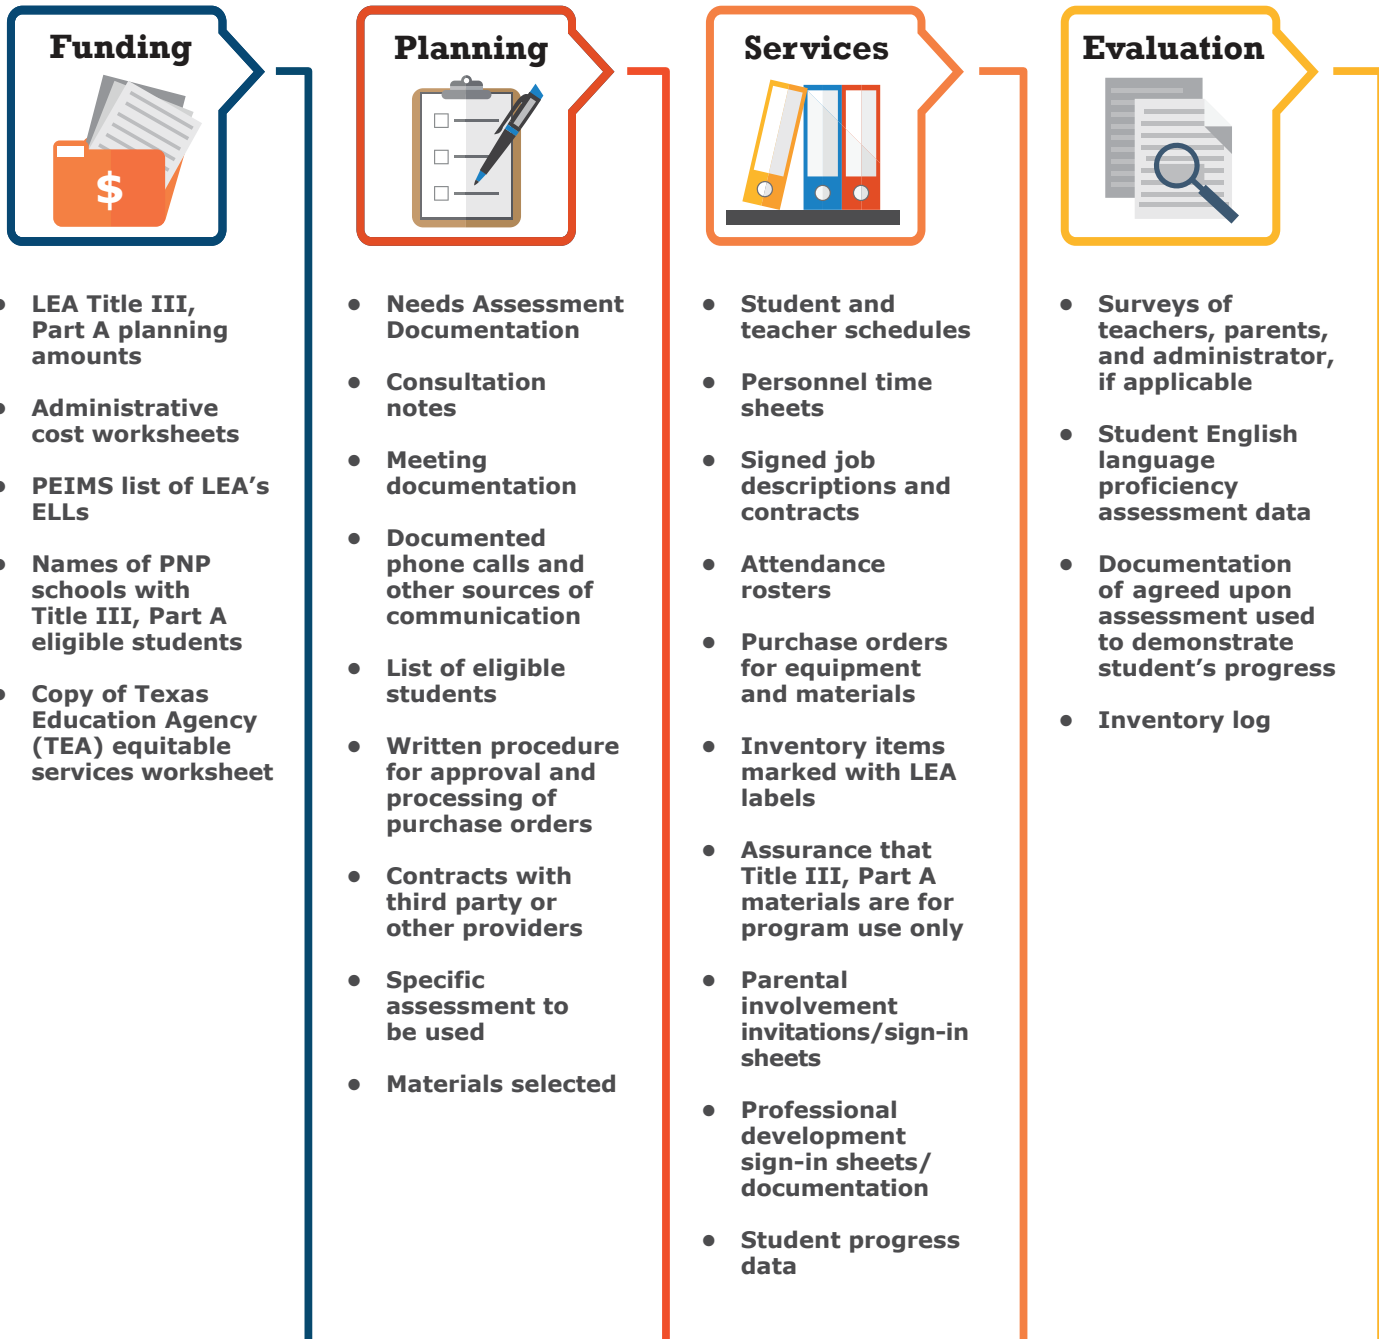 Funding
$
• LEA Title III,
Part A planning
amounts
• Administrative
cost worksheets
• PEIMS list of LEA’s
ELLs
• Names of PNP
schools with
Title III, Part A
eligible students
• Copy of Texas
Education Agency
(TEA) equitable
services worksheet
Planning
• Needs Assessment
Documentation
• Consultation
notes
• Meeting
documentation
• Documented
phone calls and
other sources of
communication
• List of eligible
students
• Written procedure
for approval and
processing of
purchase orders
• Contracts with
third party or
other providers
• Specific
assessment to
be used
• Materials selected
Services
• Student and
teacher schedules
• Personnel time
sheets
• Signed job
descriptions and
contracts
• Attendance
rosters
• Purchase orders
for equipment
and materials
• Inventory items
marked with LEA
labels
• Assurance that
Title III, Part A
materials are for
program use only
• Parental
involvement
invitations/sign-in
sheets
• Professional
development
sign-in sheets/
documentation
• Student progress
data
Evaluation
• Surveys of
teachers, parents,
and administrator,
if applicable
• Student English
language
proficiency
assessment data
• Documentation
of agreed upon
assessment used
to demonstrate
student’s progress
• Inventory log